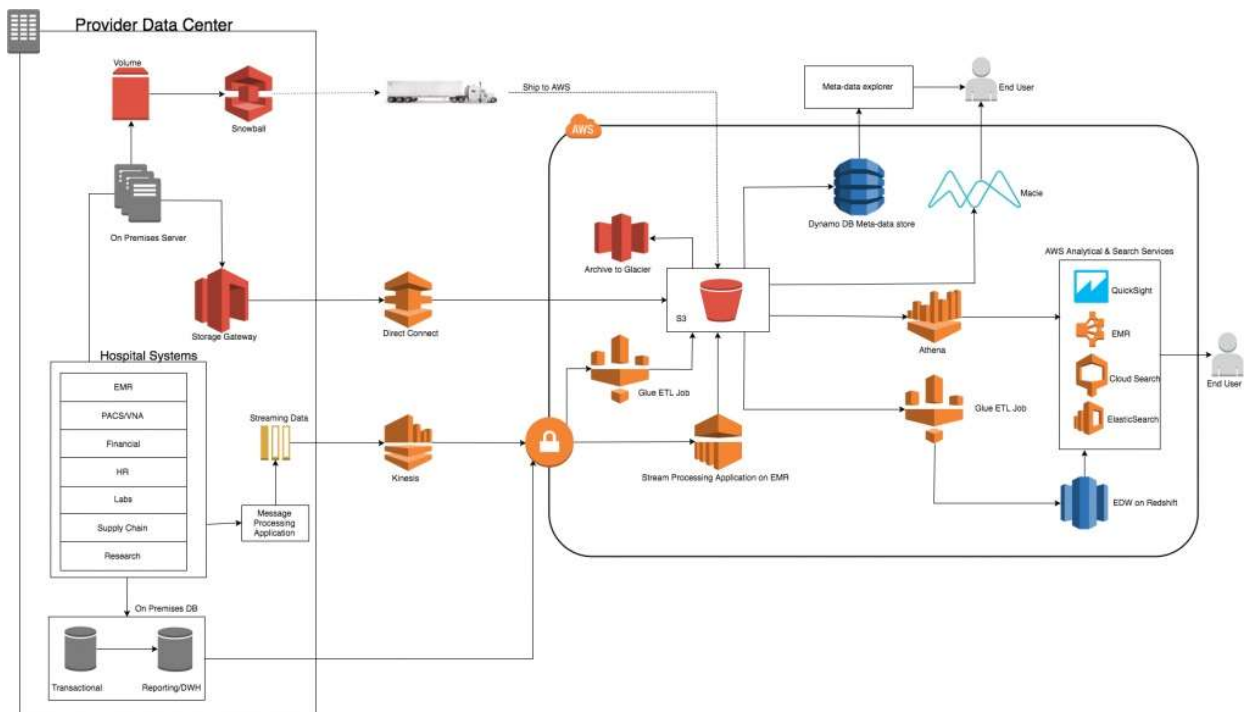 Provider Data Center
Volume
Snowball
Ship to AWS
Meta-data explorer
End User
AWS
On Premises Server
Macie
Dynamo DB Meta-data store
Archive to Glacier
AWS Analytical & Search Services
QuickSight
S3
Storage Gateway
Direct Connect
Athena
EMR
Hospital Systems
End User
Cloud Search
EMR
PACS/VNA
Financial
HR
Labs
Supply Chain
Research
Streaming Data
Glue ETL Job
Glue ETL Job
ElasticSearch
Kinesis
Stream Processing Application on EMR
EDW on Redshift
Message
Processing
Application
On Premises DB
Transactional
Reporting/DWH